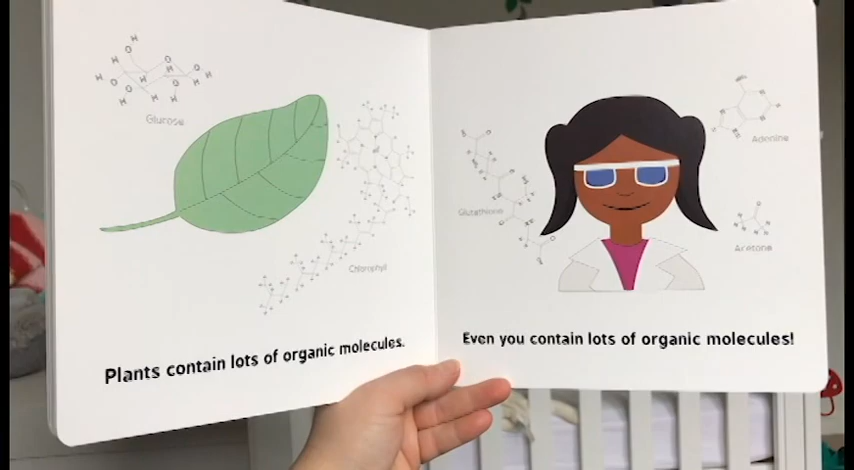 Glucose
Chlorophyll
Plants contain lots of organic molecules.
Adenine
Glutathione
Acetone
Even you contain lots of organic molecules!